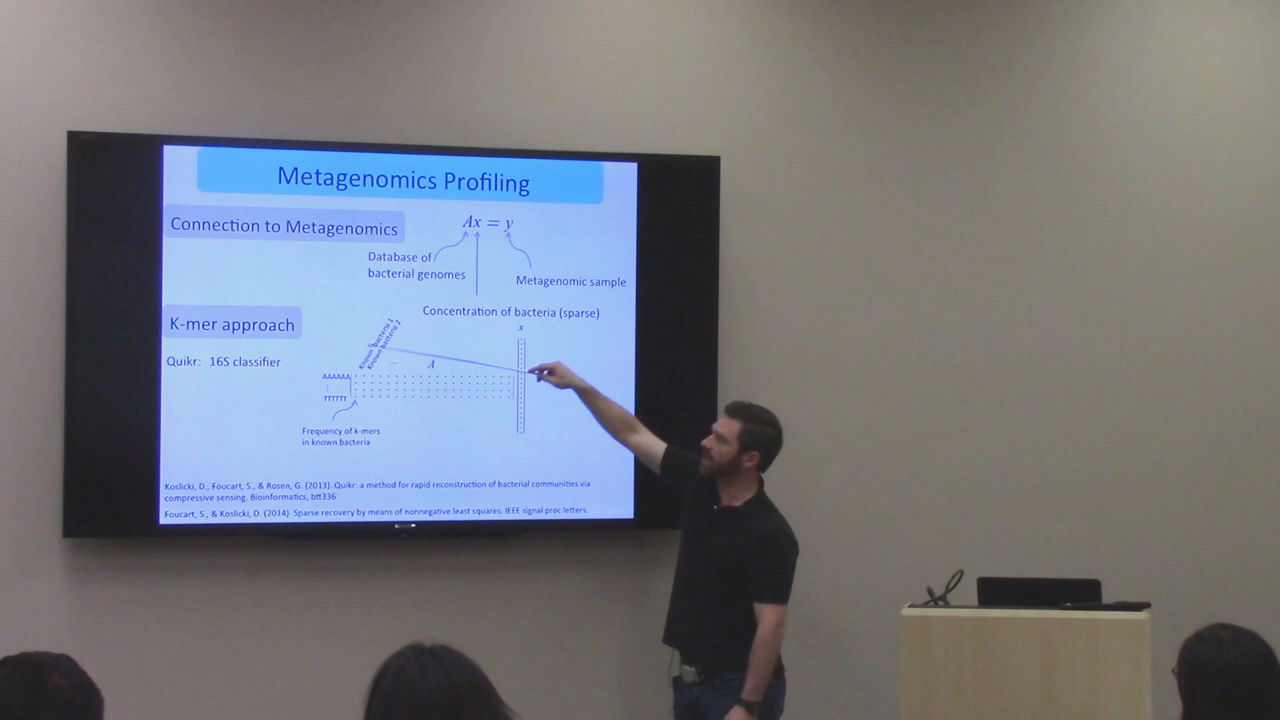 Metagenomics Profiling
Connection to Metagenomics
Ax = y
Database of
bacterial genomes
Metagenomic sample
Concentration of bacteria (sparse)
K-mer approach
x
Known bacteria 1
Known bacteria 2
...
A
Quikr: 16S classifier
AAAAAA
⋮
TTTTTT
Frequency of k-mers
in known bacteria
Koslicki, D., Foucart, S., & Rosen, G. (2013). Quikr: a method for rapid reconstruction of bacterial communities via
compressive sensing. Bioinformatics, btt336.
Foucart, S., & Koslicki, D. (2014). Sparse recovery by means of nonnegative least squares. IEEE signal proc letters.